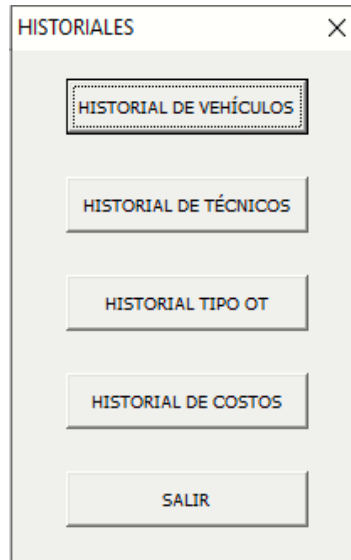 HISTORIALES
HISTORIAL DE VEHÍCULOS
HISTORIAL DE TÉCNICOS
HISTORIAL TIPO OT
HISTORIAL DE COSTOS
SALIR